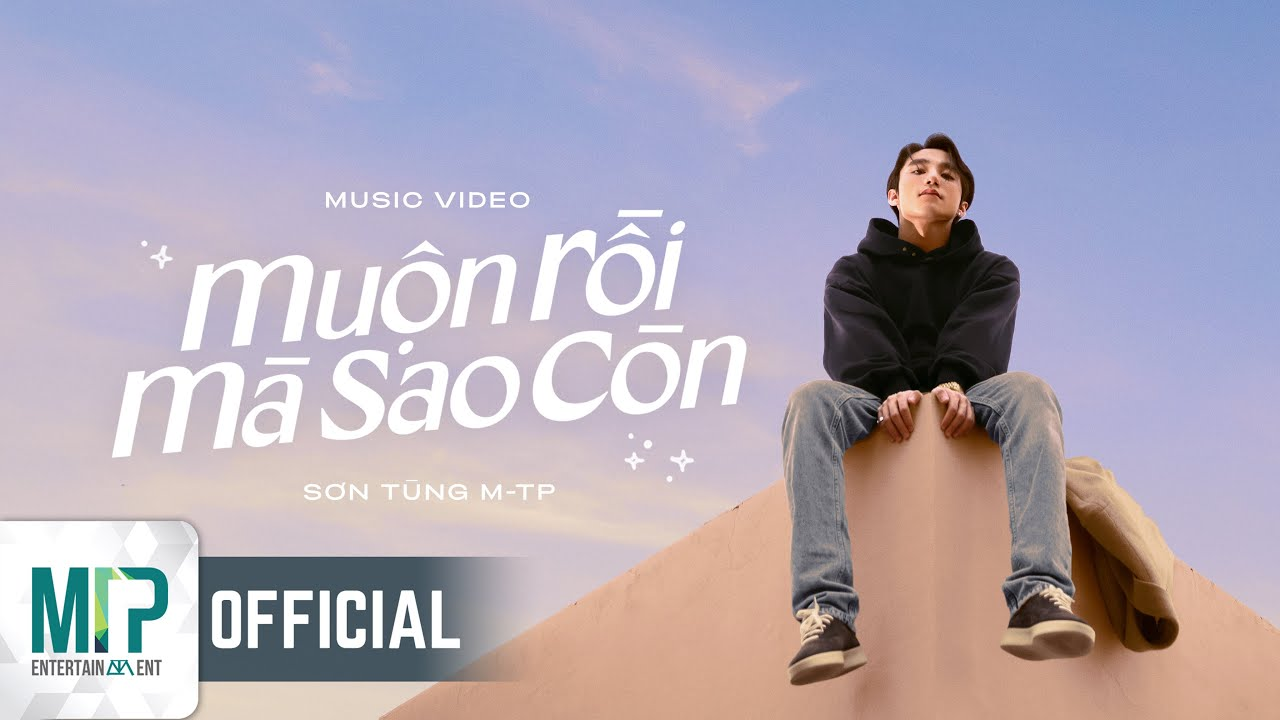 MUSIC VIDEO
muộn rồi
mà sao còn
SƠN TÙNG M-TP
MTP
ENTERTAINMENT
OFFICIAL